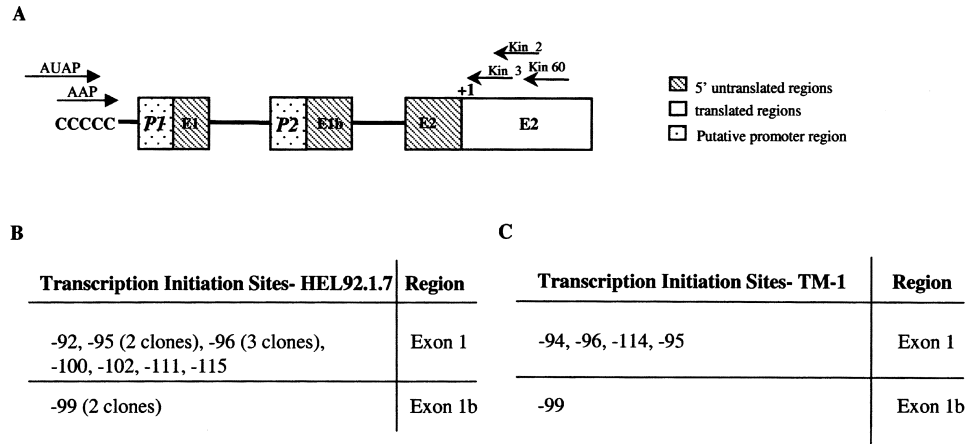 A
AUAP
AAP
CCCCC
P1
E1
P2
E1b
E2
+1
E2
Kin 2
Kin 3
Kin 60
5' untranslated regions
translated regions
Putative promoter region
B
Transcription Initiation Sites- HEL92.1.7 Region
-92, -95 (2 clones), -96 (3 clones), Exon 1
-100, -102, -111, -115
-99 (2 clones) Exon 1b
C
Transcription Initiation Sites- TM-1 Region
-94, -96, -114, -95 Exon 1
-99 Exon 1b